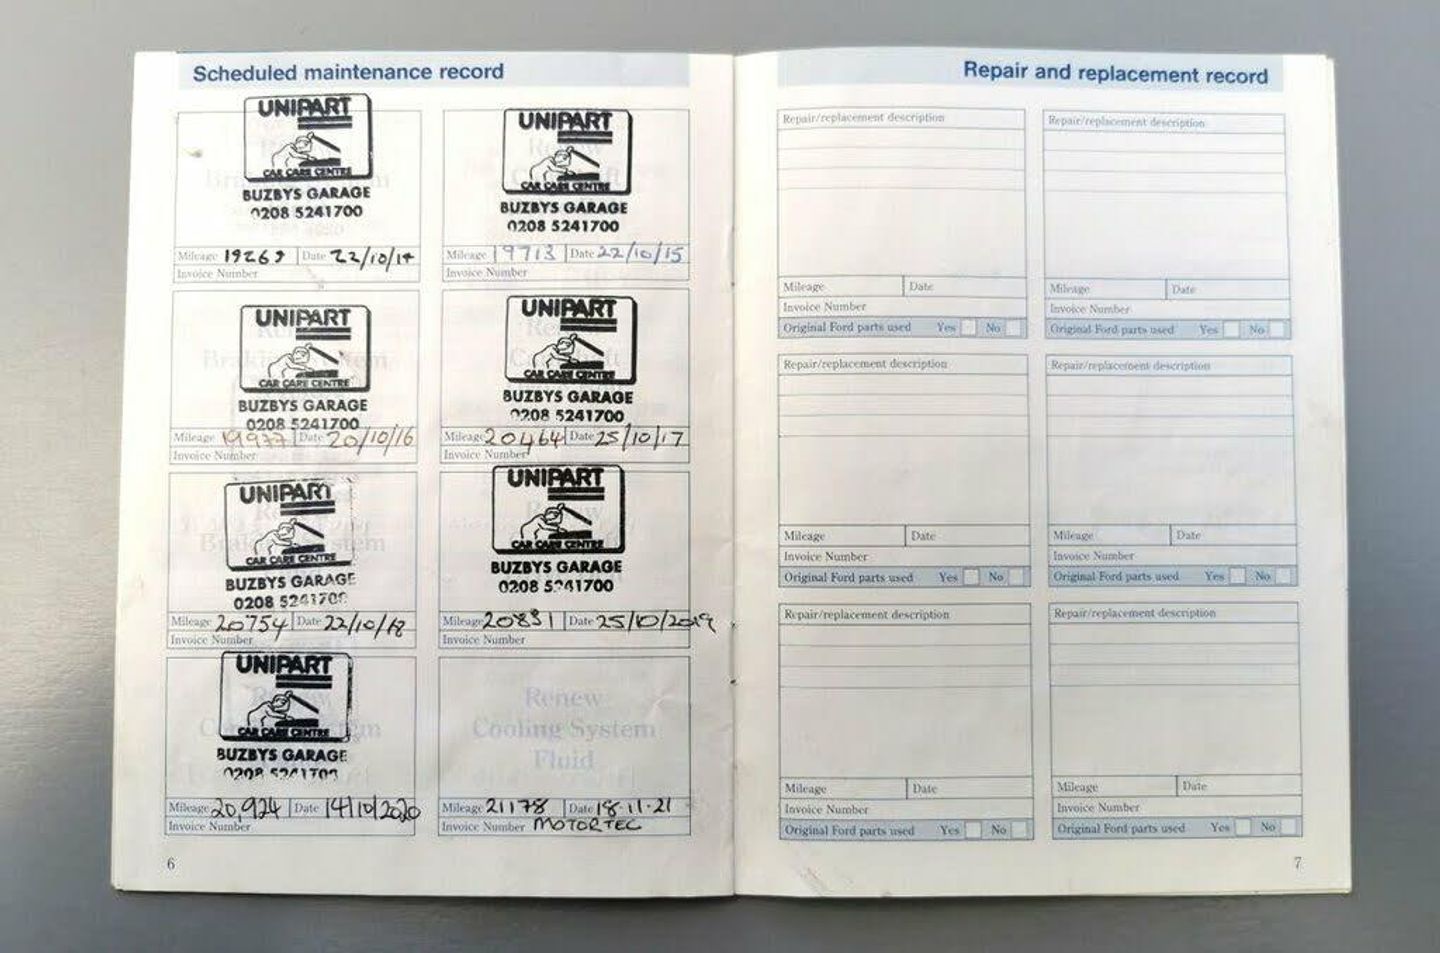 Scheduled maintenance record
UNIPART
CAR CARE CENTRE
BUZBYS GARAGE
0208 5241700
Mileage 19269 Date 22/10/14
Invoice Number
UNIPART
CAR CARE CENTRE
BUZBYS GARAGE
0208 5241700
Mileage 19713 Date 22/10/15
Invoice Number
UNIPART
CAR CARE CENTRE
BUZBYS GARAGE
0208 5241700
Mileage 19977 Date 20/10/16
Invoice Number
UNIPART
CAR CARE CENTRE
BUZBYS GARAGE
0208 5241700
Mileage 20464 Date 25/10/17
Invoice Number
UNIPART
CAR CARE CENTRE
BUZBYS GARAGE
0208 5241700
Mileage 20754 Date 22/10/18
Invoice Number
UNIPART
CAR CARE CENTRE
BUZBYS GARAGE
0208 5241700
Mileage 20831 Date 25/10/2019
Invoice Number
UNIPART
CAR CARE CENTRE
BUZBYS GARAGE
0208 5241700
Mileage 20,924 Date 14/10/2020
Invoice Number
Renew
Cooling System
Fluid
Mileage 21178 Date 18·11·21
Invoice Number MOTORTEC
6
Repair and replacement record
Repair/replacement description
Mileage Date
Invoice Number
Original Ford parts used Yes No
Repair/replacement description
Mileage Date
Invoice Number
Original Ford parts used Yes No
Repair/replacement description
Mileage Date
Invoice Number
Original Ford parts used Yes No
Repair/replacement description
Mileage Date
Invoice Number
Original Ford parts used Yes No
Repair/replacement description
Mileage Date
Invoice Number
Original Ford parts used Yes No
Repair/replacement description
Mileage Date
Invoice Number
Original Ford parts used Yes No
7